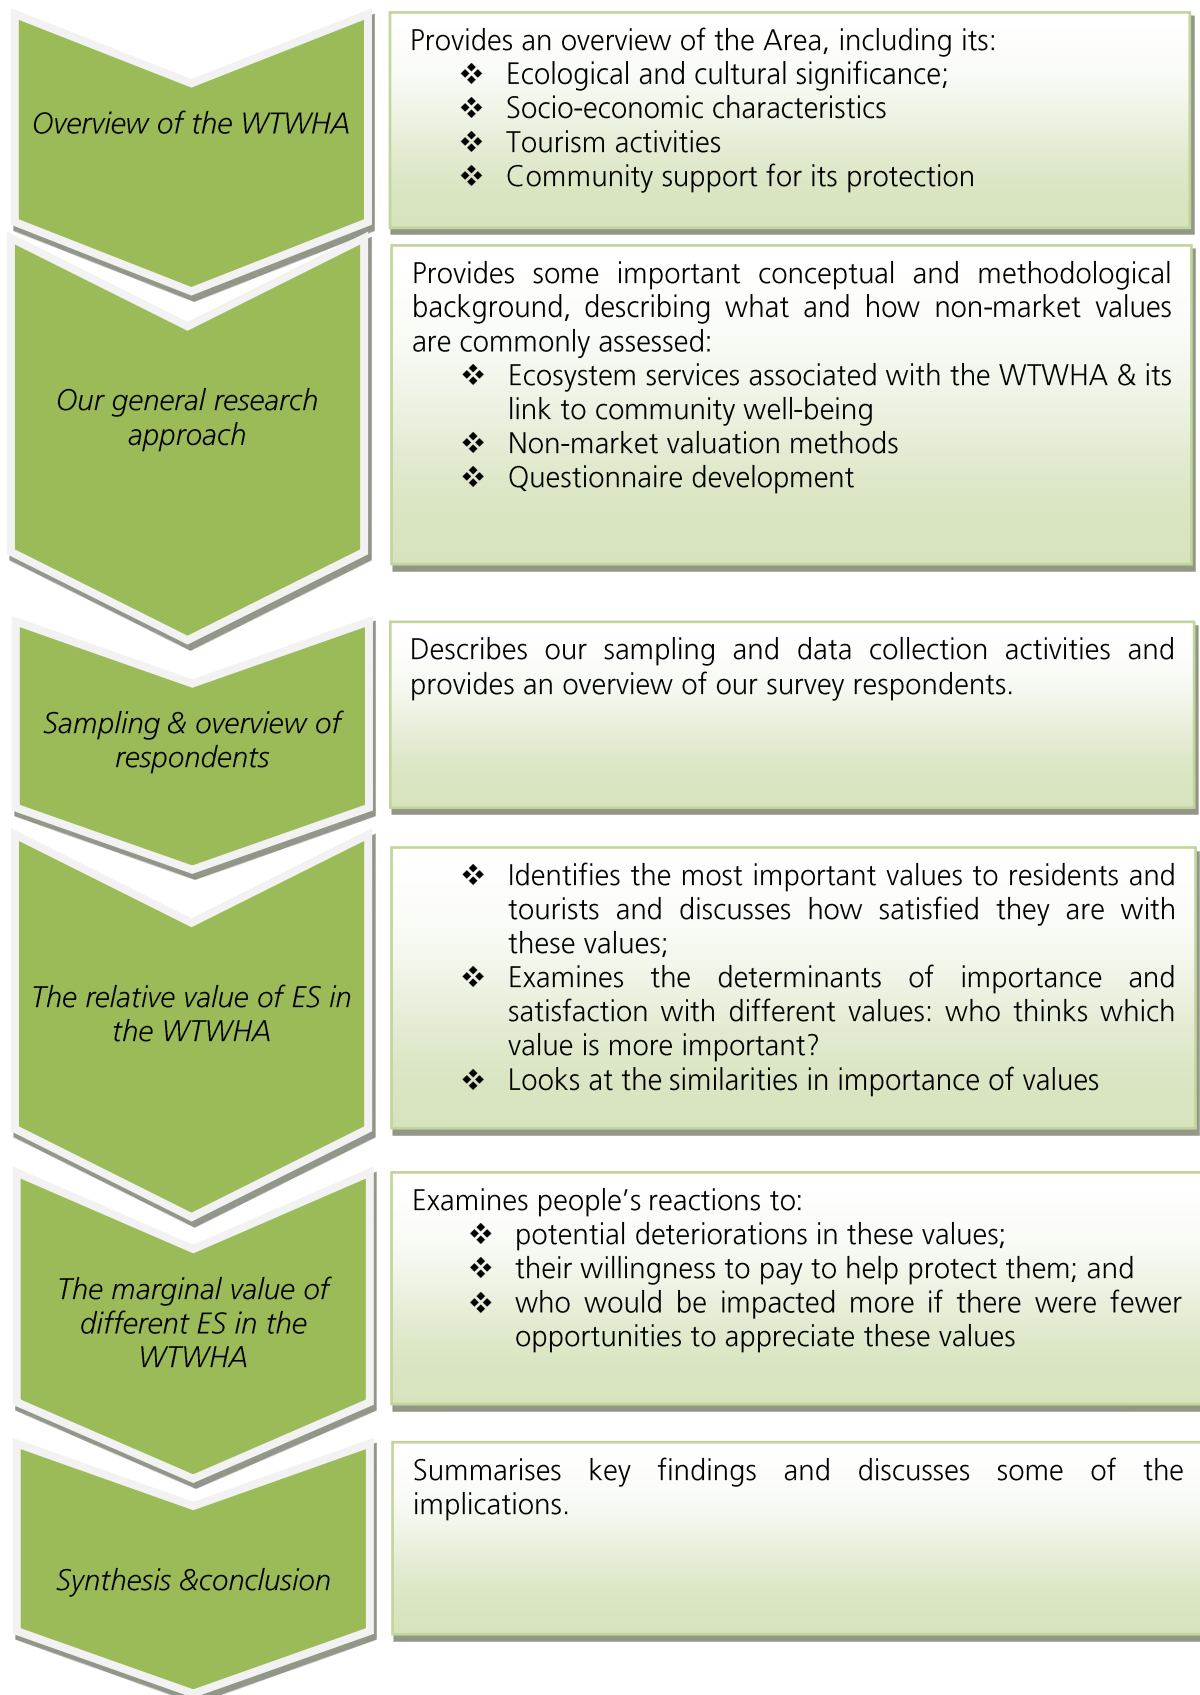 Overview of the WTWHA
Provides an overview of the Area, including its:
❖ Ecological and cultural significance;
❖ Socio-economic characteristics
❖ Tourism activities
❖ Community support for its protection
Our general research
approach
Provides some important conceptual and methodological
background, describing what and how non-market values
are commonly assessed:
❖ Ecosystem services associated with the WTWHA & its
link to community well-being
❖ Non-market valuation methods
❖ Questionnaire development
Sampling & overview of
respondents
Describes our sampling and data collection activities and
provides an overview of our survey respondents.
The relative value of ES in
the WTWHA
❖ Identifies the most important values to residents and
tourists and discusses how satisfied they are with
these values;
❖ Examines the determinants of importance and
satisfaction with different values: who thinks which
value is more important?
❖ Looks at the similarities in importance of values
The marginal value of
different ES in the
WTWHA
Examines people’s reactions to:
❖ potential deteriorations in these values;
❖ their willingness to pay to help protect them; and
❖ who would be impacted more if there were fewer
opportunities to appreciate these values
Synthesis &conclusion
Summarises key findings and discusses some of the
implications.